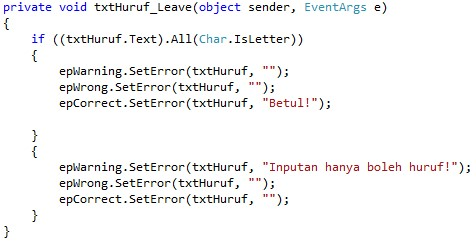 private void txtHuruf_Leave(object sender, EventArgs e)
{
    if ((txtHuruf.Text).All(Char.IsLetter))
    {
        epWarning.SetError(txtHuruf, "");
        epWrong.SetError(txtHuruf, "");
        epCorrect.SetError(txtHuruf, "Betul!");

    }
    {
        epWarning.SetError(txtHuruf, "Inputan hanya boleh huruf!");
        epWrong.SetError(txtHuruf, "");
        epCorrect.SetError(txtHuruf, "");
    }
}